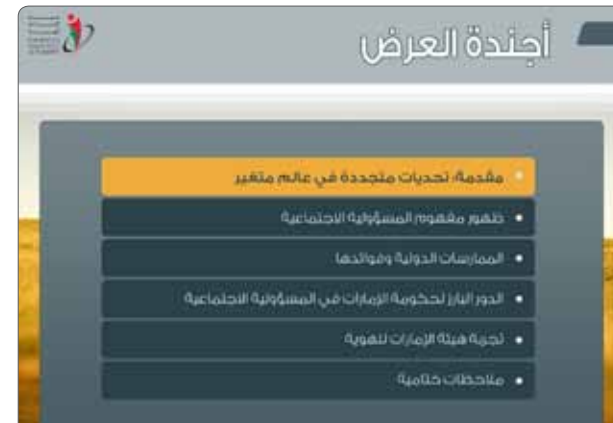 أجندة العرض
مقدمة: تحديات متجددة في عالم متغير
• ظهور مفهوم المسؤولية الاجتماعية
• الممارسات الدولية وفوائدها
• الدور البارز لحكومة الإمارات في المسؤولية الاجتماعية
• تجربة هيئة الإمارات للهوية
• ملاحظات ختامية